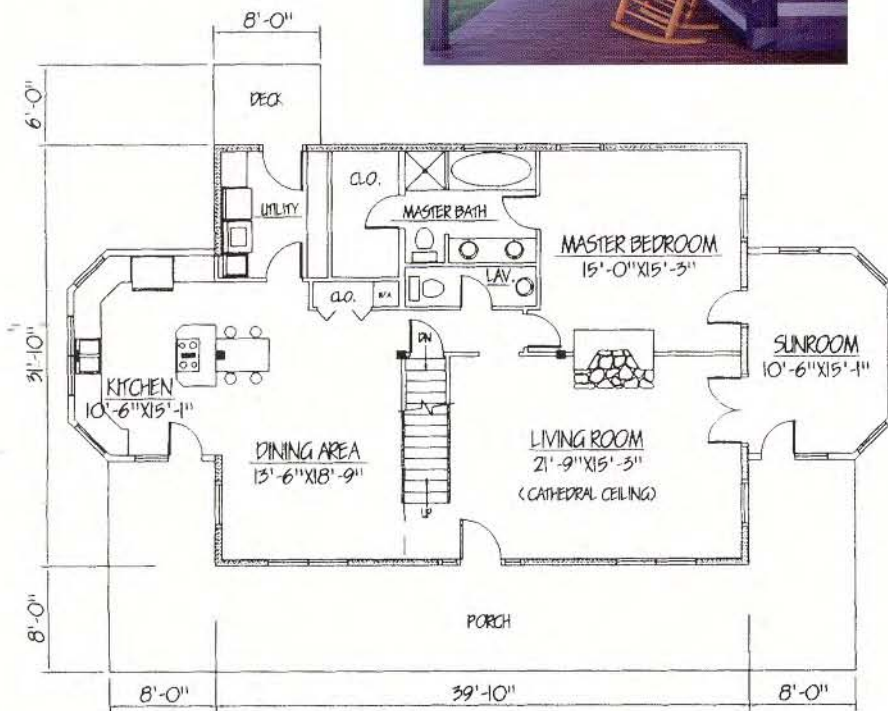 8'-0"
6'-0"
DECK
CLO.
UTILITY
MASTER BATH
MASTER BEDROOM
15'-0"X15'-3"
LAV.
CLO.
31'-10"
DN
SUNROOM
10'-6"X15'-1"
KITCHEN
10'-6"X15'-1"
DINING AREA
13'-6"X18'-9"
LIVING ROOM
21'-9"X15'-3"
(CATHEDRAL CEILING)
UP
8'-0"
PORCH
8'-0"
39'-10"
8'-0"